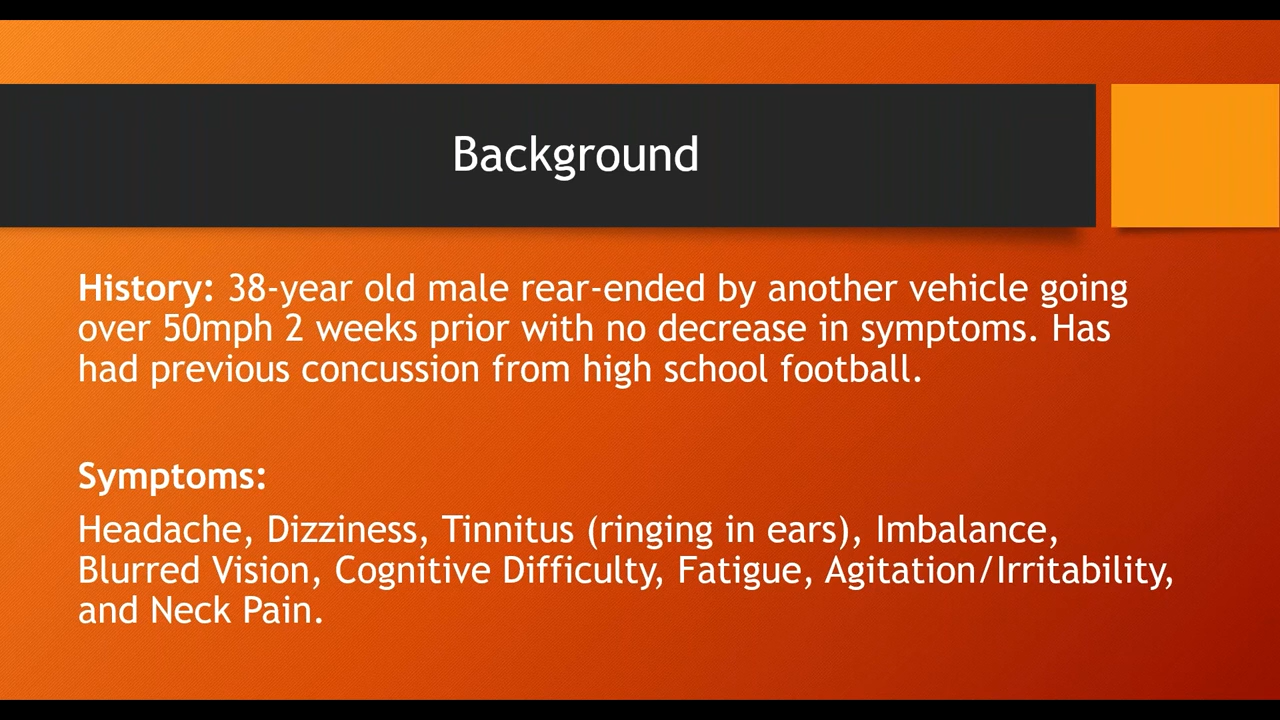 Background
History: 38-year old male rear-ended by another vehicle going
over 50mph 2 weeks prior with no decrease in symptoms. Has
had previous concussion from high school football.
Symptoms:
Headache, Dizziness, Tinnitus (ringing in ears), Imbalance,
Blurred Vision, Cognitive Difficulty, Fatigue, Agitation/Irritability,
and Neck Pain.